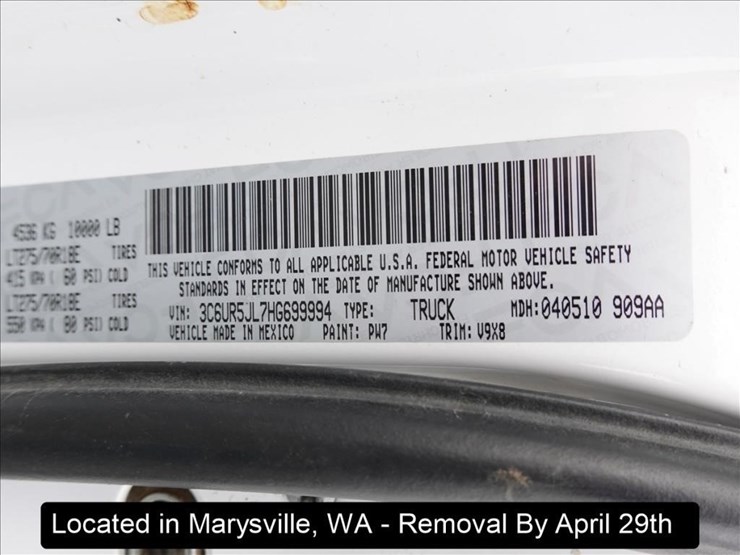 4536 KG 10000 LB
LT275/70R18E TIRES
415 KPA ( 60 PSI) COLD
LT275/70R18E TIRES
550 KPA ( 80 PSI) COLD
THIS VEHICLE CONFORMS TO ALL APPLICABLE U.S.A. FEDERAL MOTOR VEHICLE SAFETY
STANDARDS IN EFFECT ON THE DATE OF MANUFACTURE SHOWN ABOVE.
VIN: 3C6UR5JL7HG699994 TYPE: TRUCK MDH:040510 909AA
VEHICLE MADE IN MEXICO PAINT: PW7 TRIM: V9X8
Located in Marysville, WA - Removal By April 29th